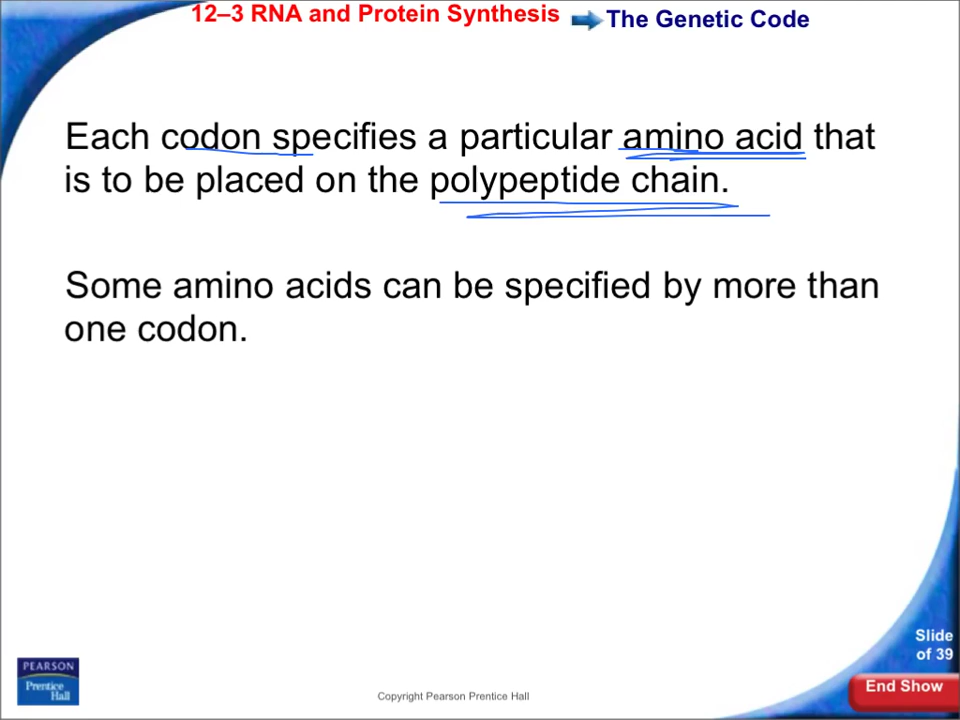 12–3 RNA and Protein Synthesis The Genetic Code
Each codon specifies a particular amino acid that
is to be placed on the polypeptide chain.
Some amino acids can be specified by more than
one codon.
Slide
of 39
End Show
PEARSON
Prentice
Hall
Copyright Pearson Prentice Hall